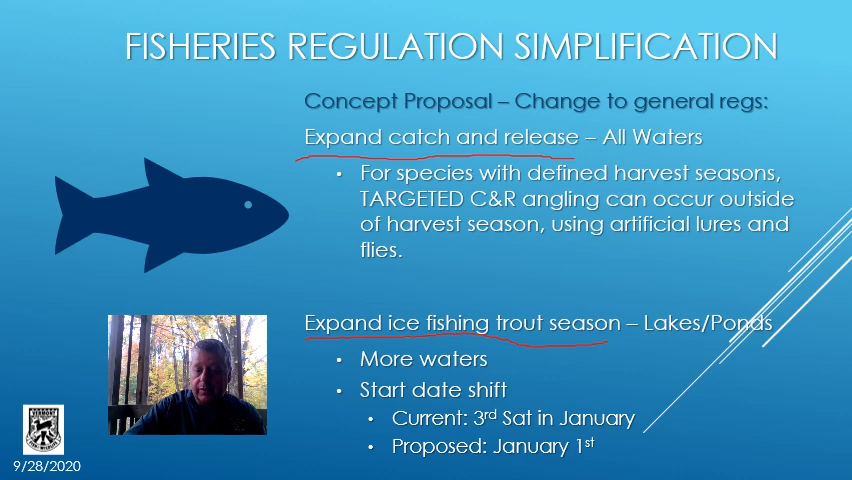 FISHERIES REGULATION SIMPLIFICATION
Concept Proposal – Change to general regs:
Expand catch and release – All Waters
• For species with defined harvest seasons,
TARGETED C&R angling can occur outside
of harvest season, using artificial lures and
flies.
Expand ice fishing trout season – Lakes/Ponds
• More waters
• Start date shift
• Current: 3rd Sat in January
• Proposed: January 1st
VERMONT
9/28/2020